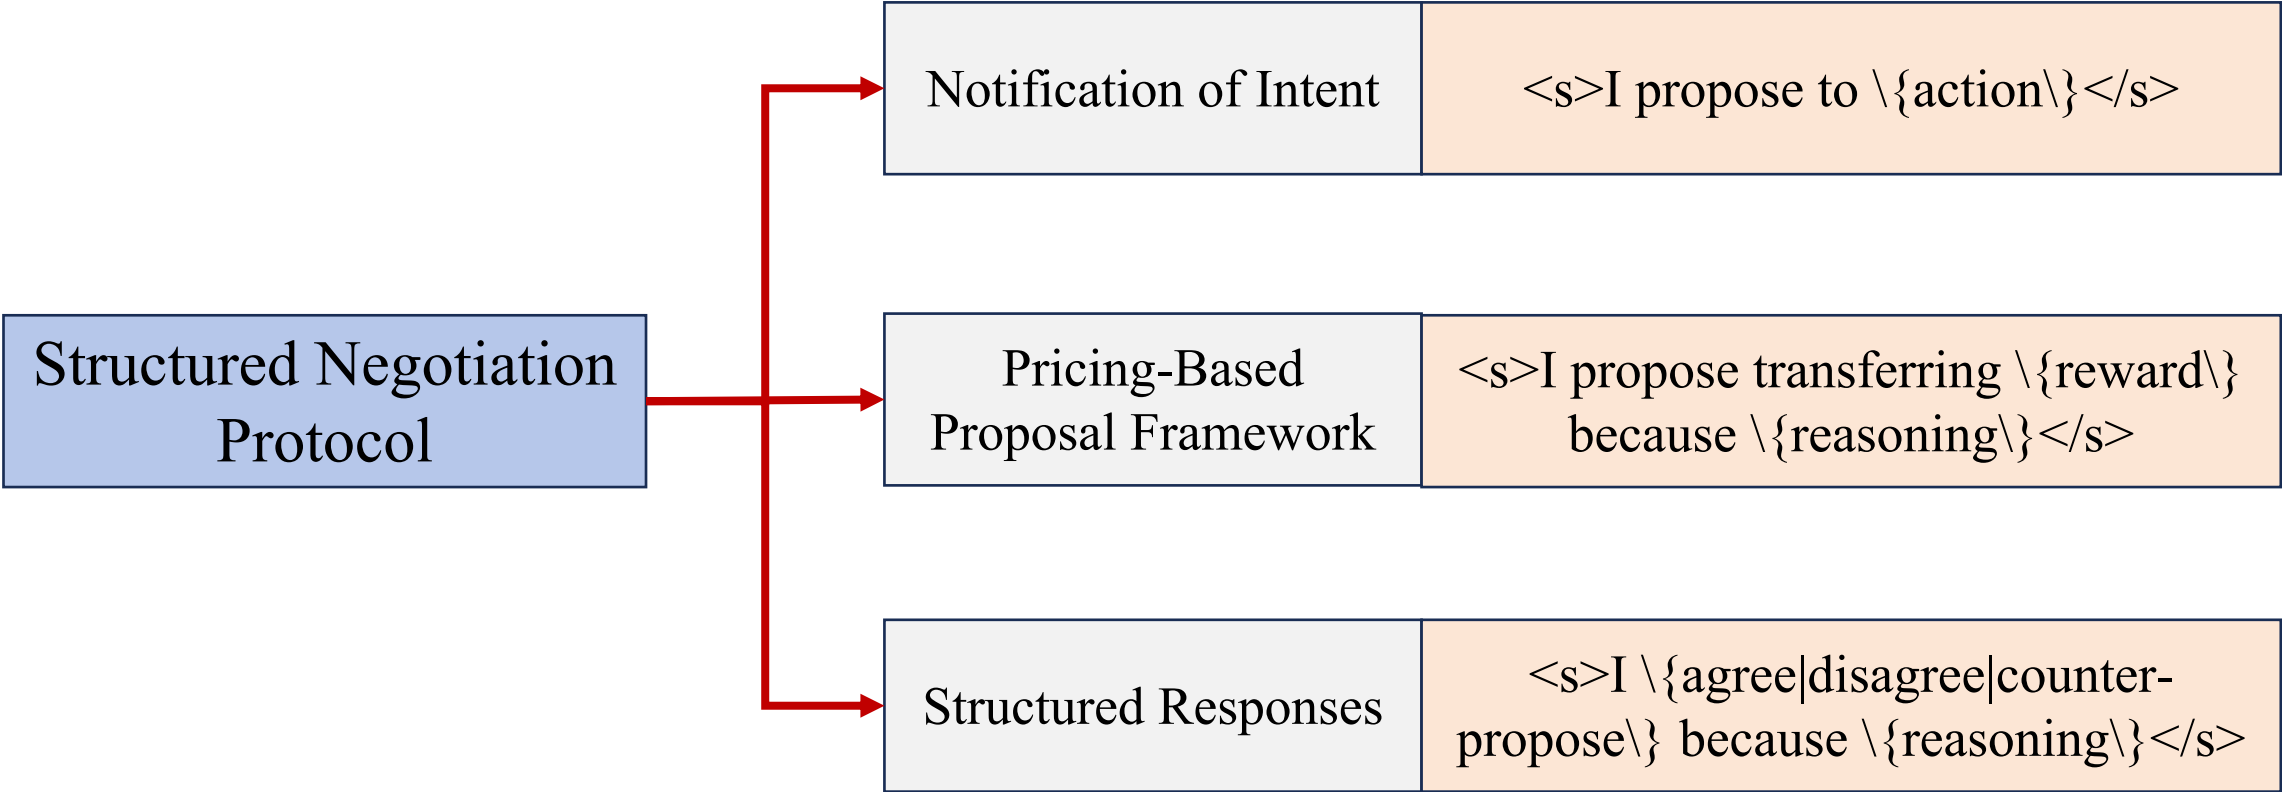 Notification of Intent
<s>I propose to \{action\}</s>
Structured Negotiation
Protocol
Pricing-Based
Proposal Framework
<s>I propose transferring \{reward\}
because \{reasoning\}</s>
Structured Responses
<s>I \{agree|disagree|counter-
propose\} because \{reasoning\}</s>